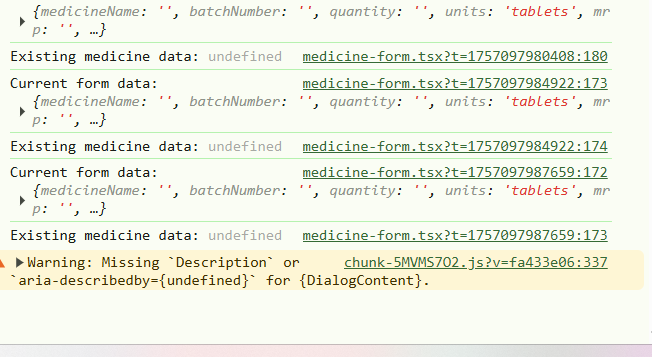 {medicineName: '', batchNumber: '', quantity: '', units: 'tablets', mr
p: '', …}
Existing medicine data: undefined medicine-form.tsx?t=1757097980408:180
Current form data: medicine-form.tsx?t=1757097984922:173
{medicineName: '', batchNumber: '', quantity: '', units: 'tablets', mr
p: '', …}
Existing medicine data: undefined medicine-form.tsx?t=1757097984922:174
Current form data: medicine-form.tsx?t=1757097987659:172
{medicineName: '', batchNumber: '', quantity: '', units: 'tablets', mr
p: '', …}
Existing medicine data: undefined medicine-form.tsx?t=1757097987659:173
Warning: Missing `Description` or chunk-5MVMS7O2.js?v=fa433e06:337
`aria-describedby={undefined}` for {DialogContent}.